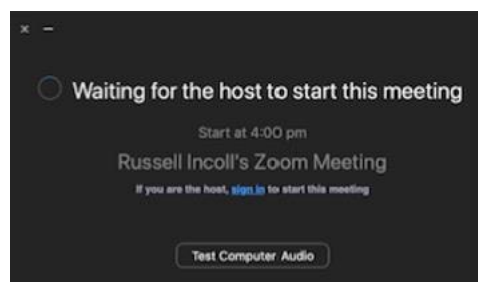 Waiting for the host to start this meeting
Start at 4:00 pm
Russell Incoll's Zoom Meeting
If you are the host, sign in to start this meeting
Test Computer Audio